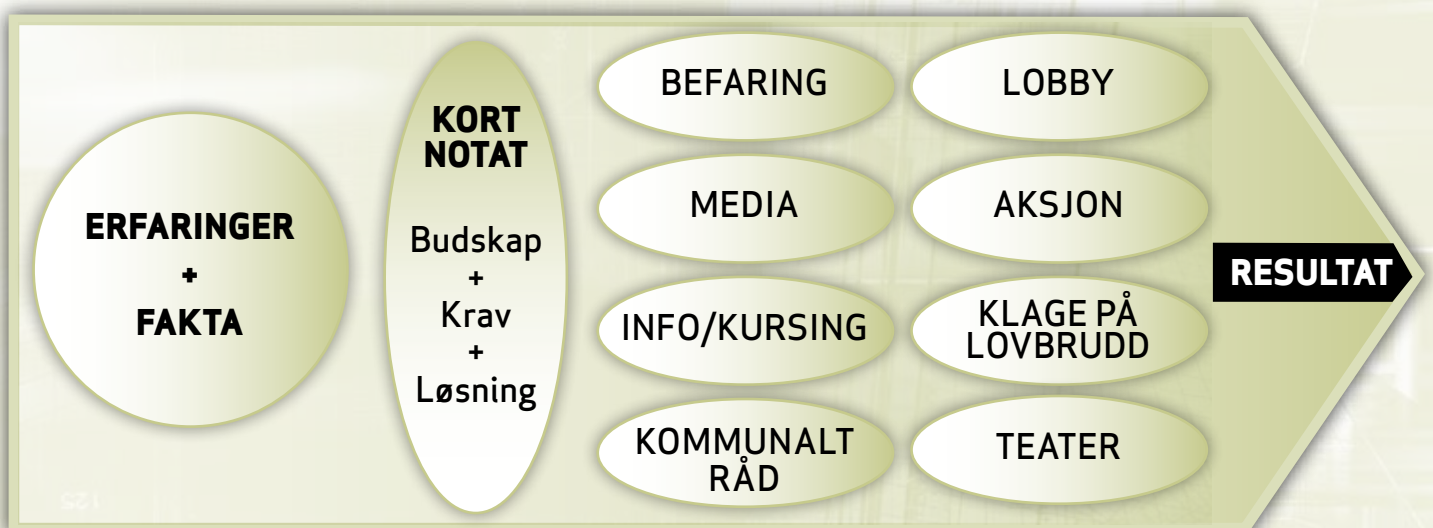 ERFARINGER
+
FAKTA
KORT
NOTAT
Budskap
+
Krav
+
Løsning
BEFARING
MEDIA
INFO/KURSING
KOMMUNALT
RÅD
LOBBY
AKSJON
KLAGE PÅ
LOVBRUDD
TEATER
RESULTAT